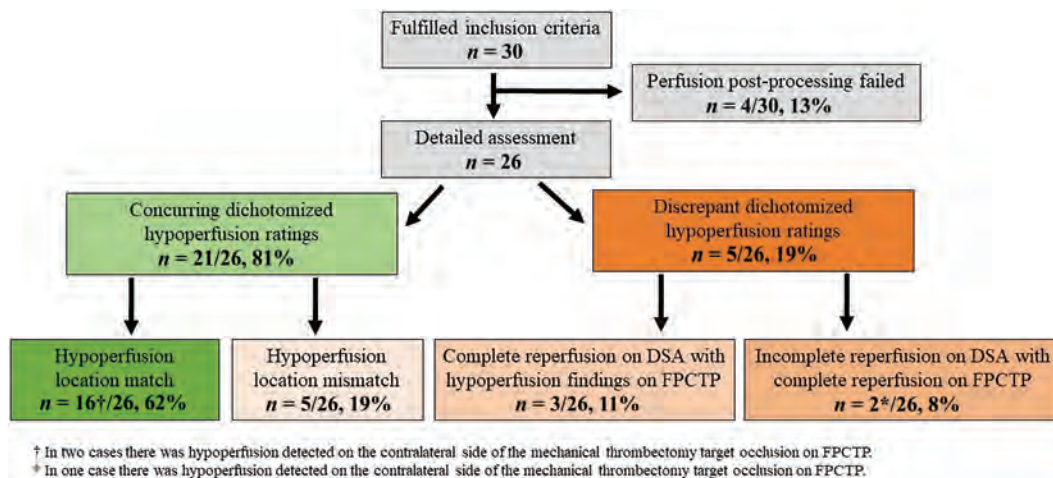 Fulfilled inclusion criteria
n = 30
Perfusion post-processing failed
n = 4/30, 13%
Detailed assessment
n = 26
Concurring dichotomized
hypoperfusion ratings
n = 21/26, 81%
Discrepant dichotomized
hypoperfusion ratings
n = 5/26, 19%
Hypoperfusion
location match
n = 16†/26, 62%
Hypoperfusion
location mismatch
n = 5/26, 19%
Complete reperfusion on DSA with
hypoperfusion findings on FPCTP
n = 3/26, 11%
Incomplete reperfusion on DSA with
complete reperfusion on FPCTP
n = 2*/26, 8%
† In two cases there was hypoperfusion detected on the contralateral side of the mechanical thrombectomy target occlusion on FPCTP.
* In one case there was hypoperfusion detected on the contralateral side of the mechanical thrombectomy target occlusion on FPCTP.